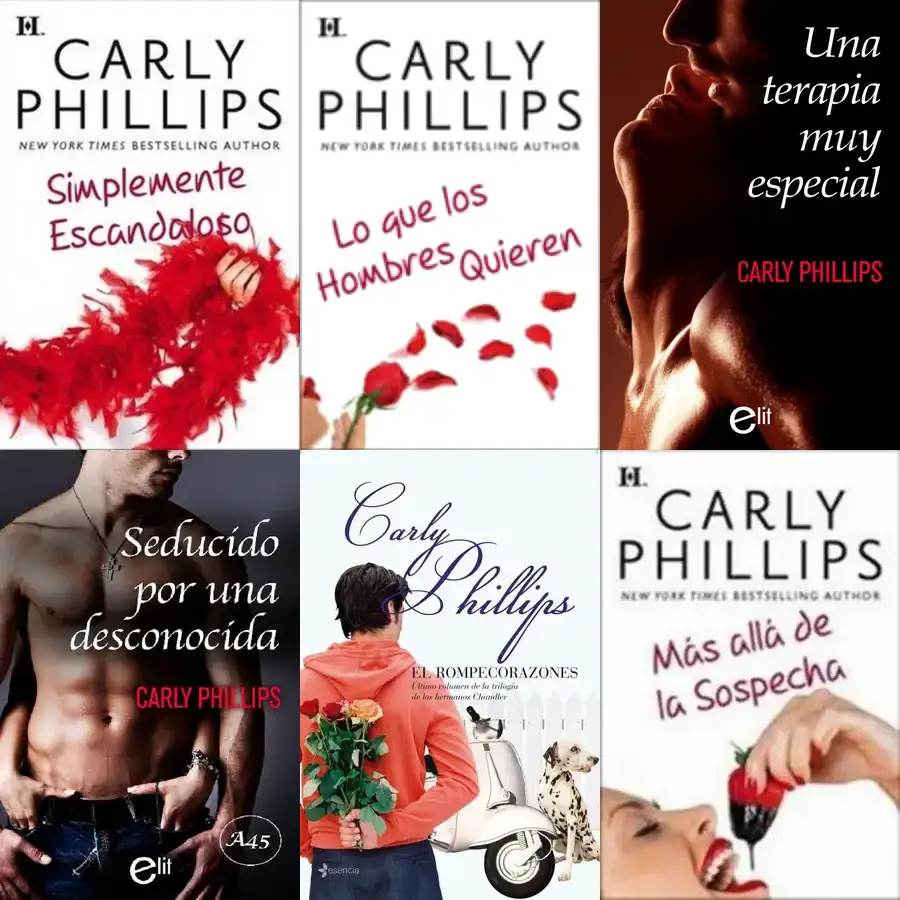 H.
CARLY
PHILLIPS
NEW YORK TIMES BESTSELLING AUTHOR
Simplemente
Escandaloso
H.
CARLY
PHILLIPS
NEW YORK TIMES BESTSELLING AUTHOR
Lo que los
Hombres Quieren
Una
terapia
muy
especial
CARLY PHILLIPS
elit
Seducido
por una
desconocida
CARLY PHILLIPS
A45
elit
Carly
Phillips
EL ROMPECORAZONES
Último volumen de la trilogía
de los hermanos Chandler
esencia
H.
CARLY
PHILLIPS
NEW YORK TIMES BESTSELLING AUTHOR
Más allá de
la Sospecha